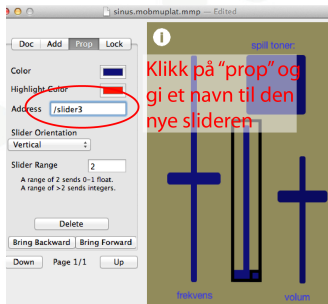 sinus.mobmuplat.mmp — Edited
Doc Add Prop Lock
Color
Highlight Color
Address /slider3
Slider Orientation
Vertical
Slider Range 2
A range of 2 sends 0-1 float.
A range of >2 sends integers.
Delete
Bring Backward Bring Forward
Down Page 1/1 Up
i
spill toner:
Klikk på “prop” og
gi et navn til den
nye slideren
frekvens
volum